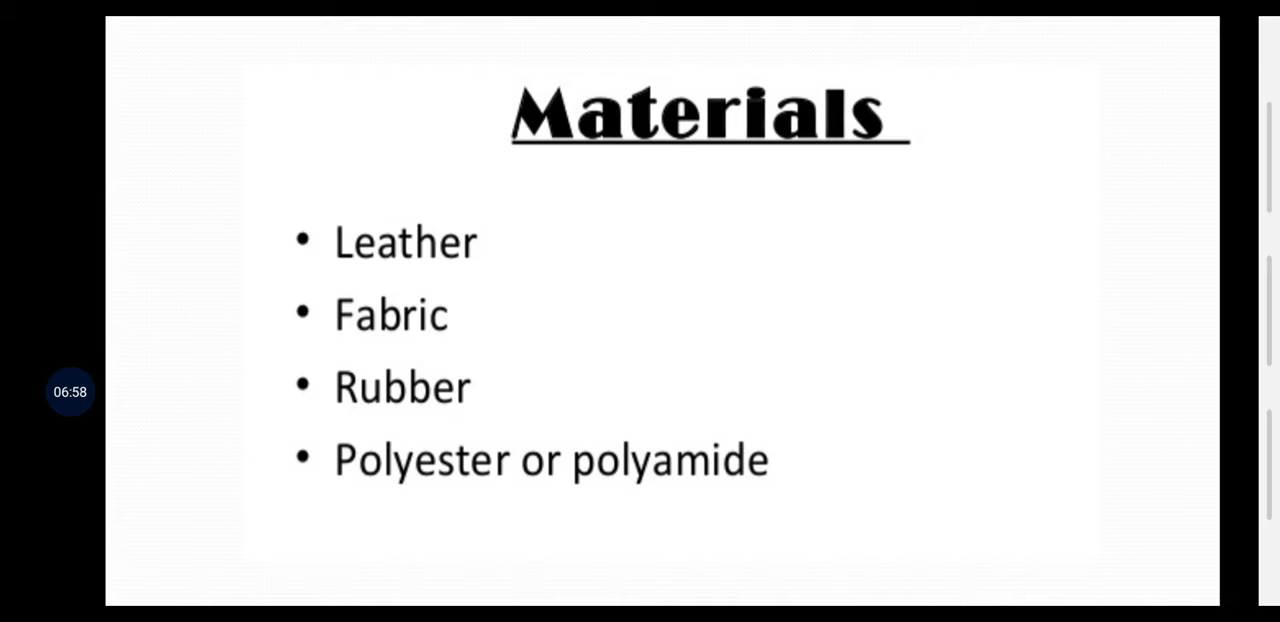 Materials
• Leather
• Fabric
• Rubber
• Polyester or polyamide
06:58